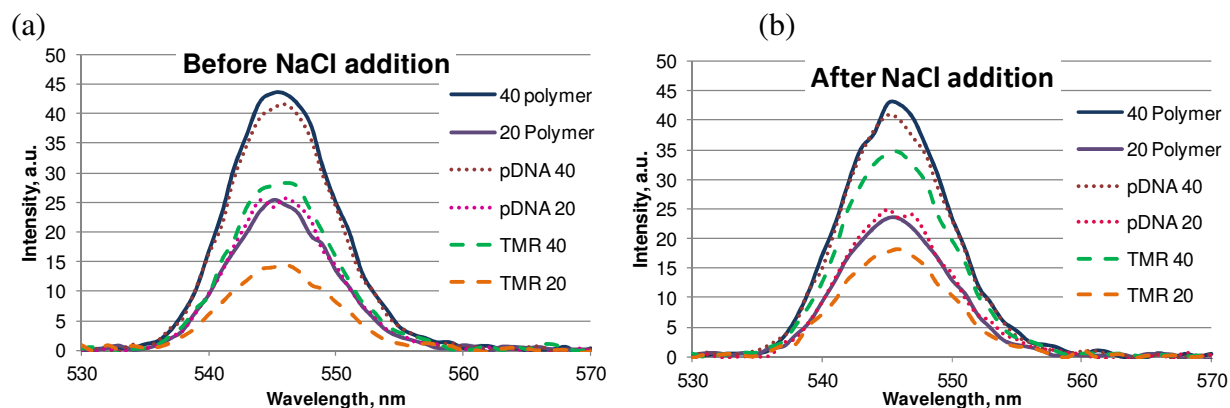 (a)
Before NaCl addition
Intensity, a.u.
50
45
40
35
30
25
20
15
10
5
0
530
540
550
560
570
Wavelength, nm
40 polymer
20 Polymer
pDNA 40
pDNA 20
TMR 40
TMR 20
(b)
After NaCl addition
Intensity, a.u.
50
45
40
35
30
25
20
15
10
5
0
530
540
550
560
570
Wavelength, nm
40 Polymer
20 Polymer
pDNA 40
pDNA 20
TMR 40
TMR 20